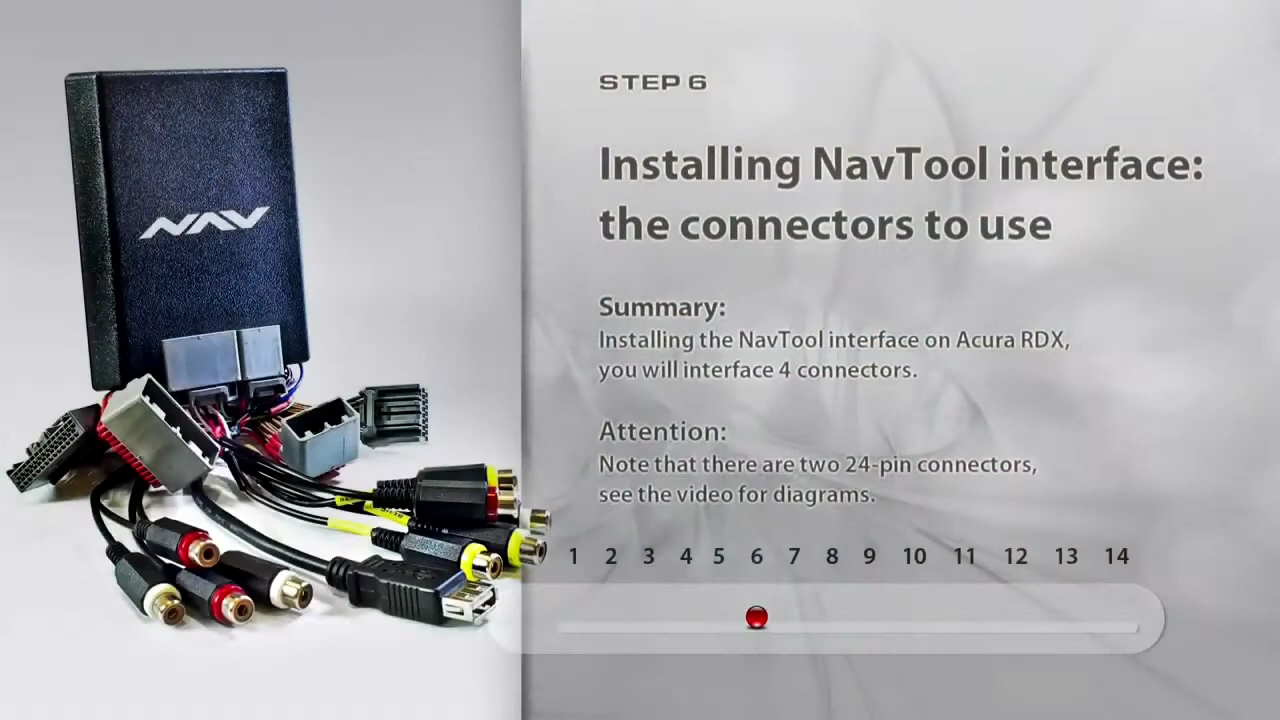 NAV
STEP 6
Installing NavTool interface:
the connectors to use
Summary:
Installing the NavTool interface on Acura RDX,
you will interface 4 connectors.
Attention:
Note that there are two 24-pin connectors,
see the video for diagrams.
1 2 3 4 5 6 7 8 9 10 11 12 13 14